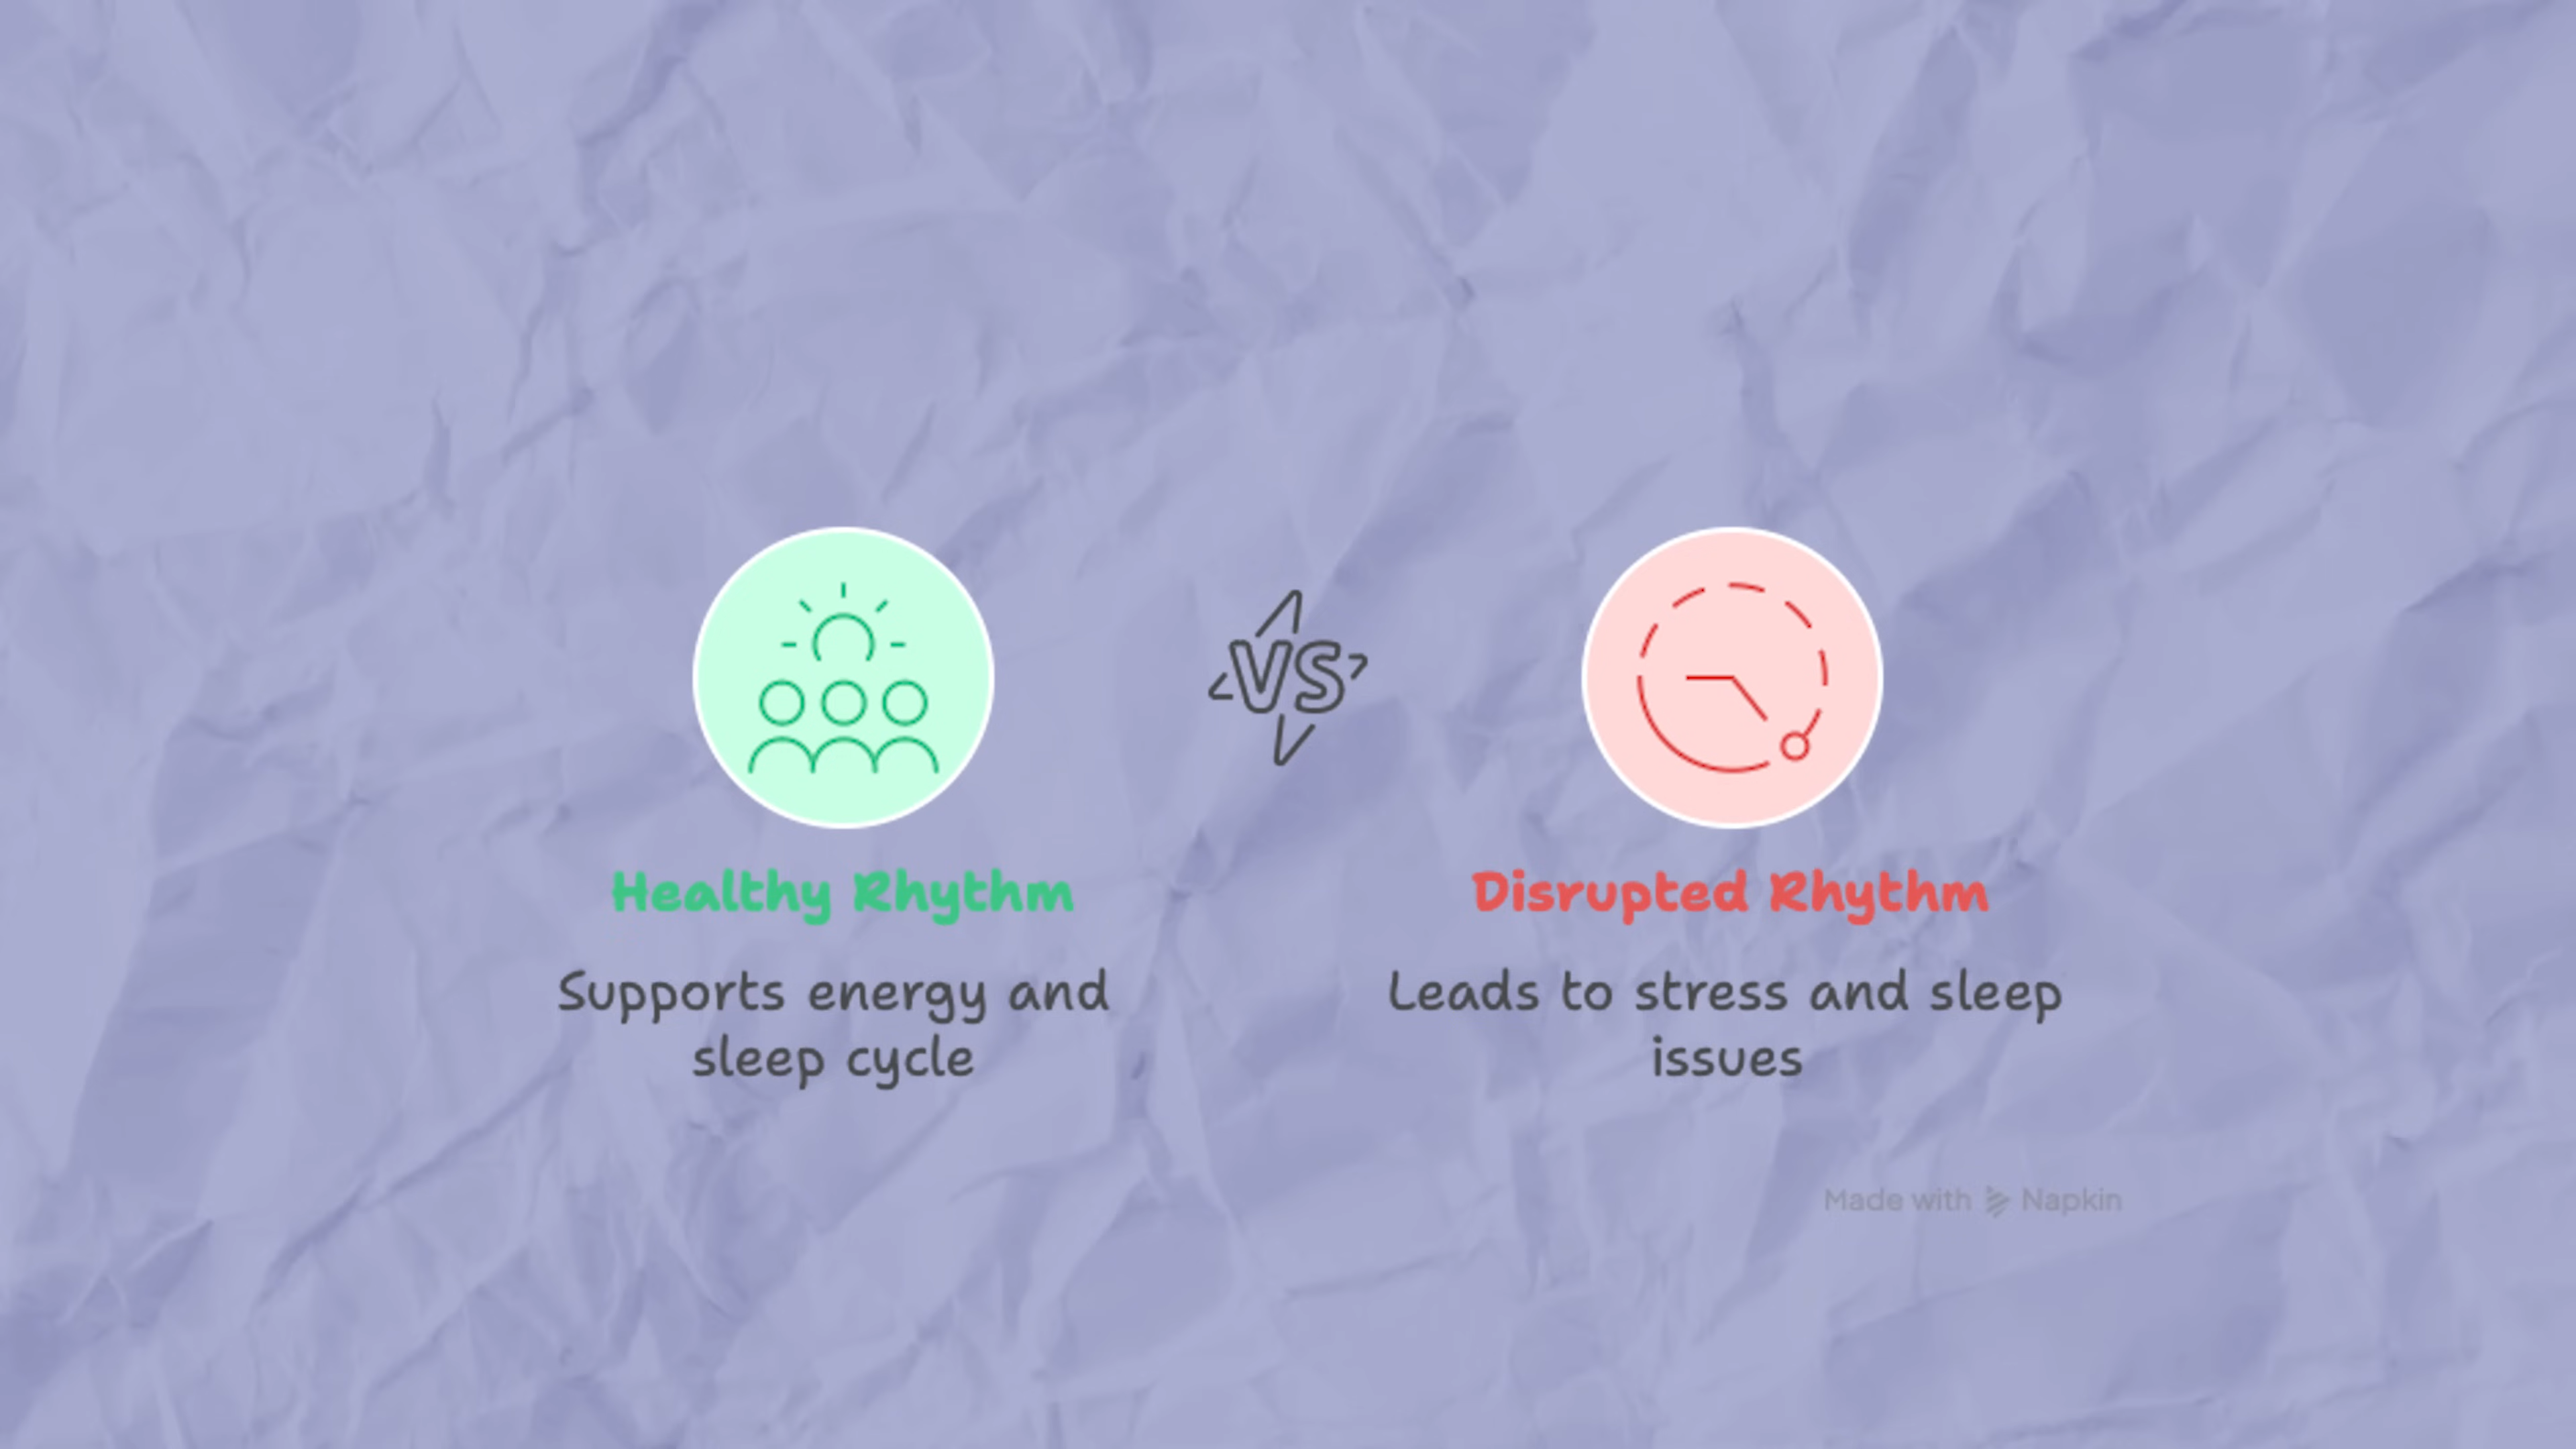 VS
Healthy Rhythm
Supports energy and
sleep cycle
Disrupted Rhythm
Leads to stress and sleep
issues
Made with Napkin